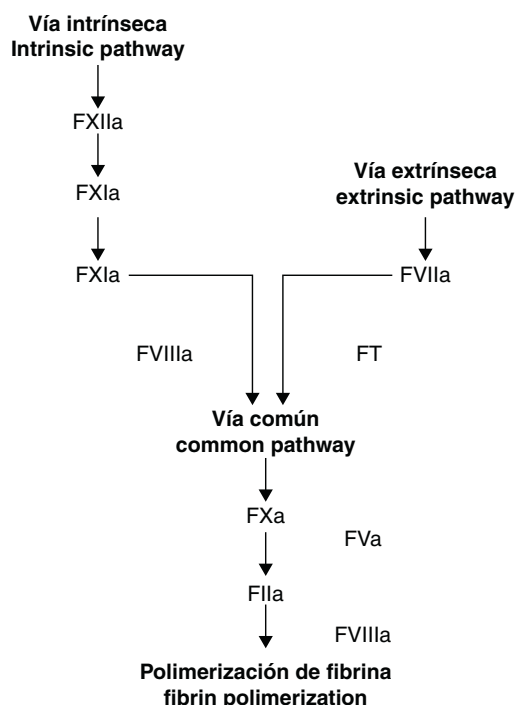 Vía intrínseca
Intrinsic pathway
FXIIa
FXIa
Vía extrínseca
extrinsic pathway
FXIa
FVIIa
FVIIIa
FT
Vía común
common pathway
FXa
FVa
FIIa
FVIIIa
Polimerización de fibrina
fibrin polimerization